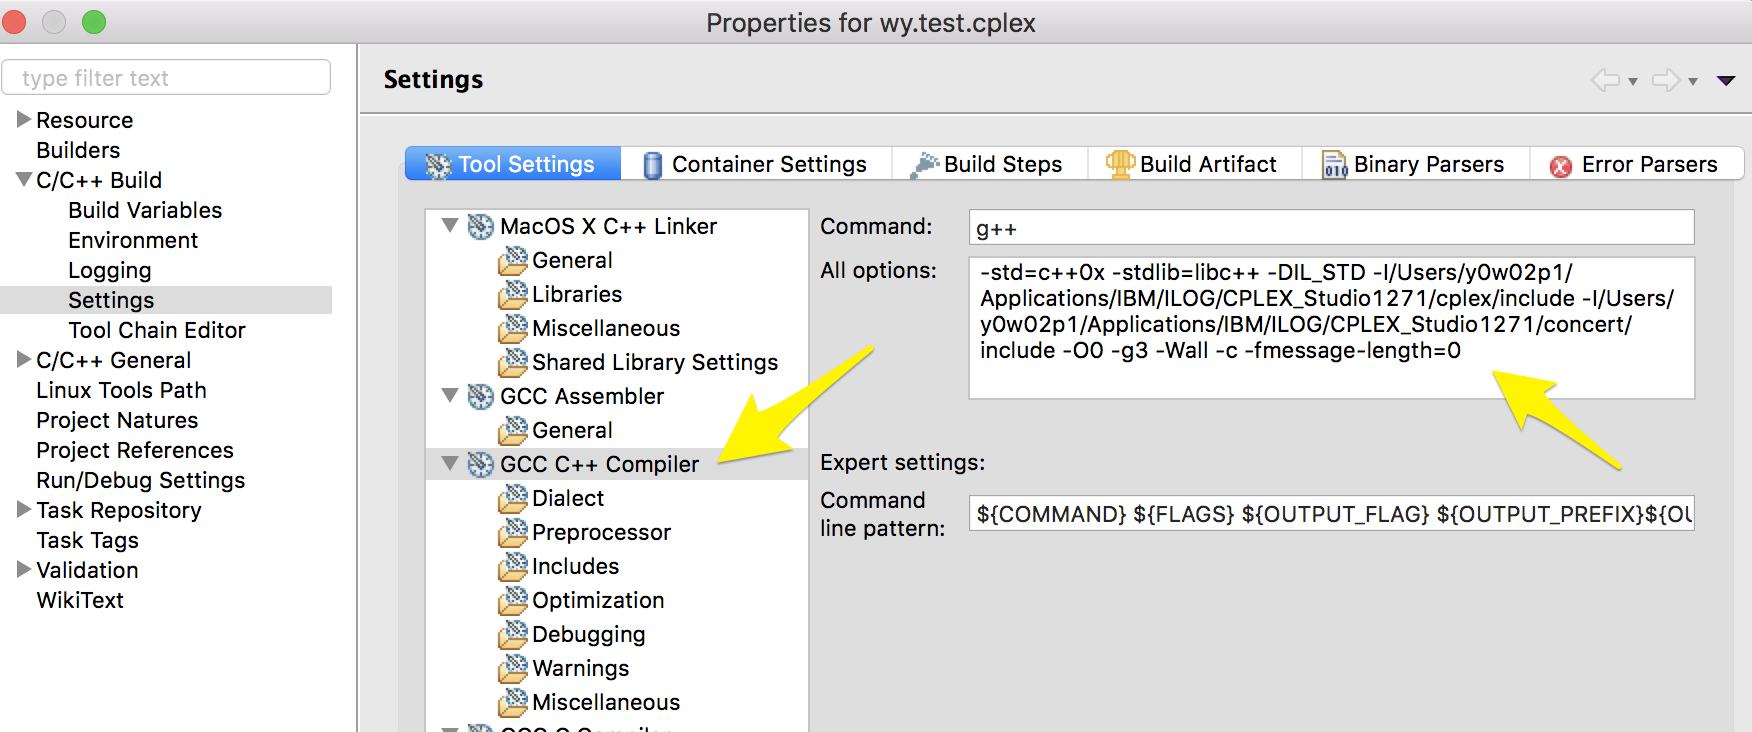 Properties for wy.test.cplex
type filter text
Resource
Builders
C/C++ Build
Build Variables
Environment
Logging
Settings
Tool Chain Editor
C/C++ General
Linux Tools Path
Project Natures
Project References
Run/Debug Settings
Task Repository
Task Tags
Validation
WikiText
Settings
Tool Settings
Container Settings
Build Steps
Build Artifact
Binary Parsers
Error Parsers
MacOS X C++ Linker
General
Libraries
Miscellaneous
Shared Library Settings
GCC Assembler
General
GCC C++ Compiler
Dialect
Preprocessor
Includes
Optimization
Debugging
Warnings
Miscellaneous
Command:
g++
All options:
-std=c++0x -stdlib=libc++ -DIL_STD -I/Users/y0w02p1/
Applications/IBM/ILOG/CPLEX_Studio1271/cplex/include -I/Users/
y0w02p1/Applications/IBM/ILOG/CPLEX_Studio1271/concert/
include -O0 -g3 -Wall -c -fmessage-length=0
Expert settings:
Command
line pattern:
${COMMAND} ${FLAGS} ${OUTPUT_FLAG} ${OUTPUT_PREFIX}${OU